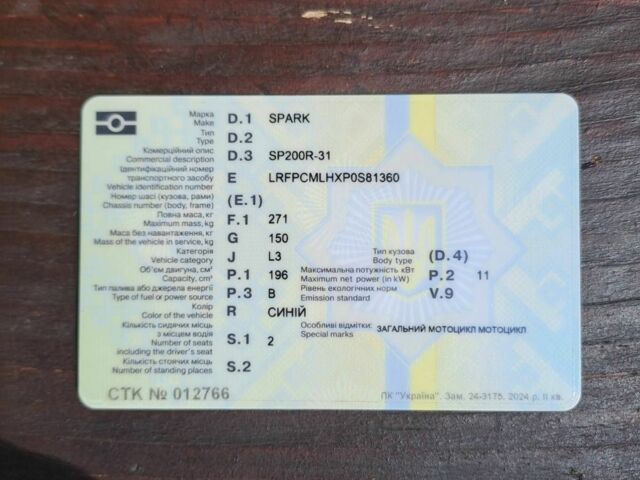 Марка
Make D.1 SPARK
Тип
Type D.2
Комерційний опис
Commercial description D.3 SP200R-31
Ідентифікаційний номер
транспортного засобу E LRFPCMLHXP0S81360
Vehicle identification number
Номер шасі (кузова, рами)
Chassis number (body, frame) (E.1)
Повна маса, кг
Maximum mass, kg F.1 271
Маса без навантаження, кг
Mass of the vehicle in service, kg G 150
Категорія Тип кузова
Vehicle category J L3 Body type (D.4)
Об'єм двигуна, см³ Максимальна потужність кВт
Capacity, cm³ P.1 196 Maximum net power (in kW) P.2 11
Тип палива або джерела енергії Рівень екологічних норм
Type of fuel or power source P.3 B Emission standard V.9
Колір
Color of the vehicle R СИНІЙ
Кількість сидячих місць Особливі відмітки: ЗАГАЛЬНИЙ МОТОЦИКЛ МОТОЦИКЛ
з місцем водія Special marks
Number of seats S.1 2
including the driver's seat
Кількість стоячих місць
Number of standing places S.2
СТК № 012766 ПК "Україна". Зам. 24-3175. 2024 р. II кв.